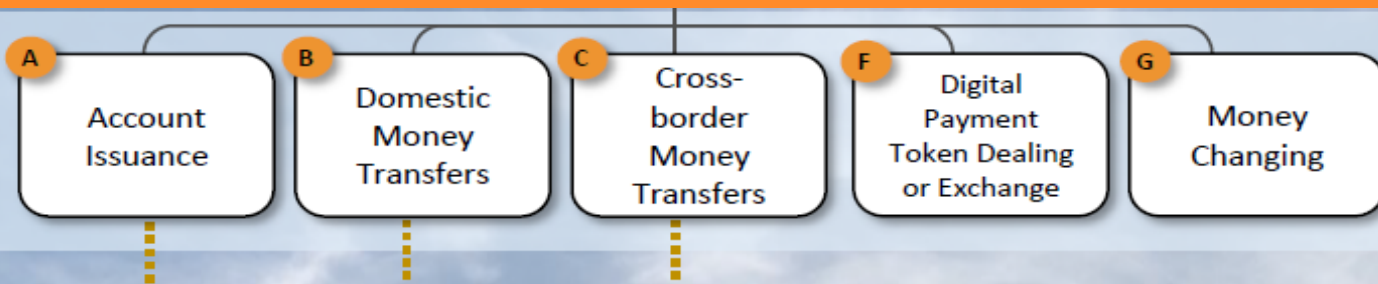 A
Account
Issuance
B
Domestic
Money
Transfers
C
Cross-
border
Money
Transfers
F
Digital
Payment
Token Dealing
or Exchange
G
Money
Changing